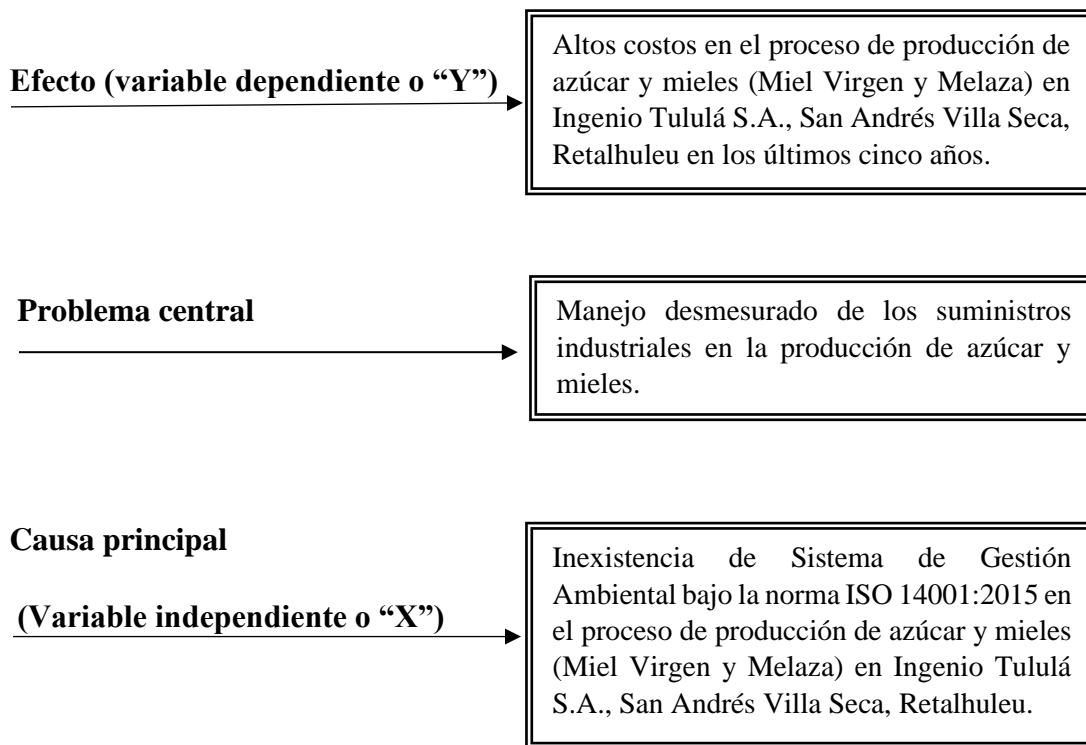 Efecto (variable dependiente o “Y”)
Altos costos en el proceso de producción de
azúcar y mieles (Miel Virgen y Melaza) en
Ingenio Tululá S.A., San Andrés Villa Seca,
Retalhuleu en los últimos cinco años.
Problema central
Manejo desmesurado de los suministros
industriales en la producción de azúcar y
mieles.
Causa principal
(Variable independiente o “X”)
Inexistencia de Sistema de Gestión
Ambiental bajo la norma ISO 14001:2015 en
el proceso de producción de azúcar y mieles
(Miel Virgen y Melaza) en Ingenio Tululá
S.A., San Andrés Villa Seca, Retalhuleu.